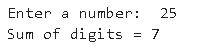 Enter a number:  25
Sum of digits = 7